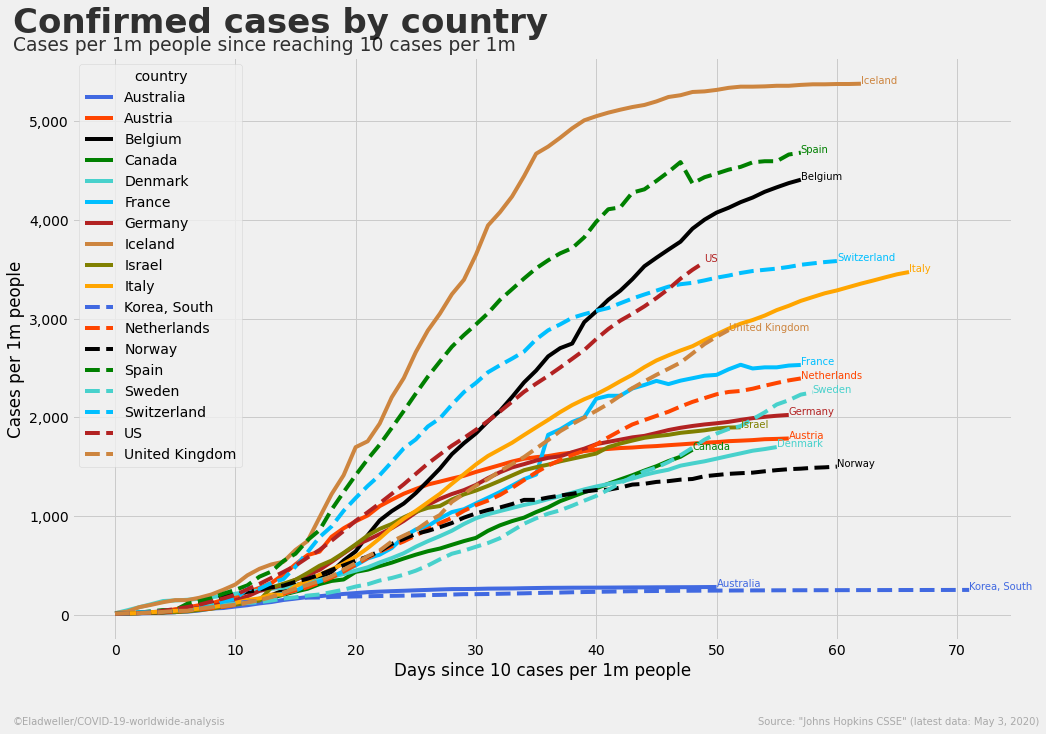 Confirmed cases by country
Cases per 1m people since reaching 10 cases per 1m
country
Australia
Austria
Belgium
Canada
Denmark
France
Germany
Iceland
Israel
Italy
Korea, South
Netherlands
Norway
Spain
Sweden
Switzerland
US
United Kingdom
Cases per 1m people
5,000
4,000
3,000
2,000
1,000
0
Iceland
Spain
Belgium
US
Switzerland
Italy
United Kingdom
France
Netherlands
Sweden
Germany
Israel
Austria
Denmark
Canada
Norway
Australia
Korea, South
0 10 20 30 40 50 60 70
Days since 10 cases per 1m people
©Eladweller/COVID-19-worldwide-analysis
Source: "Johns Hopkins CSSE" (latest data: May 3, 2020)